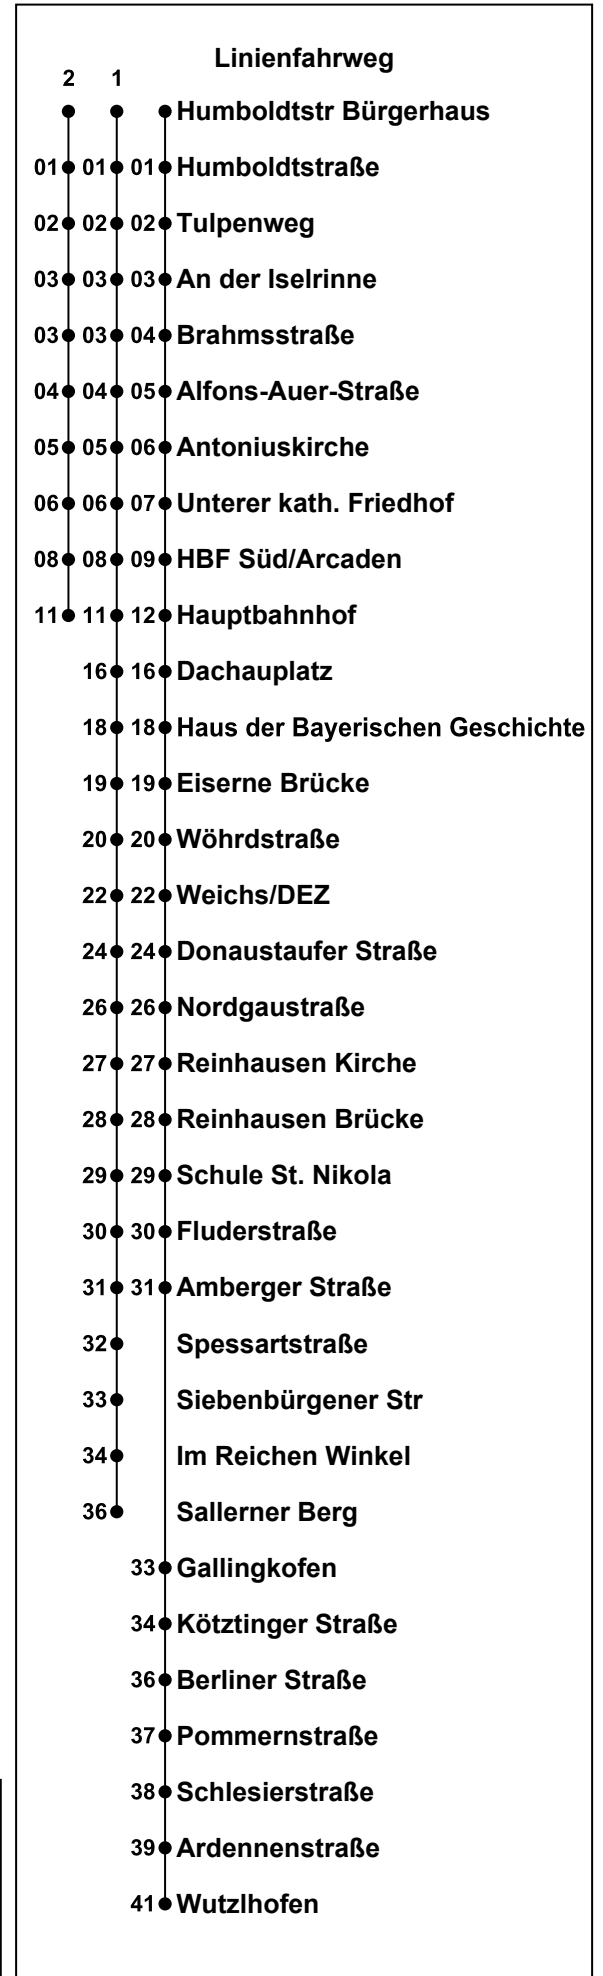 Linienfahrweg
2 1
Humboldtstr Bürgerhaus
01 01 01 Humboldtstraße
02 02 02 Tulpenweg
03 03 03 An der Iselrinne
03 03 04 Brahmsstraße
04 04 05 Alfons-Auer-Straße
05 05 06 Antoniuskirche
06 06 07 Unterer kath. Friedhof
08 08 09 HBF Süd/Arcaden
11 11 12 Hauptbahnhof
16 16 Dachauplatz
18 18 Haus der Bayerischen Geschichte
19 19 Eiserne Brücke
20 20 Wöhrdstraße
22 22 Weichs/DEZ
24 24 Donaustaufer Straße
26 26 Nordgaustraße
27 27 Reinhausen Kirche
28 28 Reinhausen Brücke
29 29 Schule St. Nikola
30 30 Fluderstraße
31 31 Amberger Straße
32 Spessartstraße
33 Siebenbürgener Str
34 Im Reichen Winkel
36 Sallerner Berg
33 Gallingkofen
34 Kötztinger Straße
36 Berliner Straße
37 Pommernstraße
38 Schlesierstraße
39 Ardennenstraße
41 Wutzlhofen